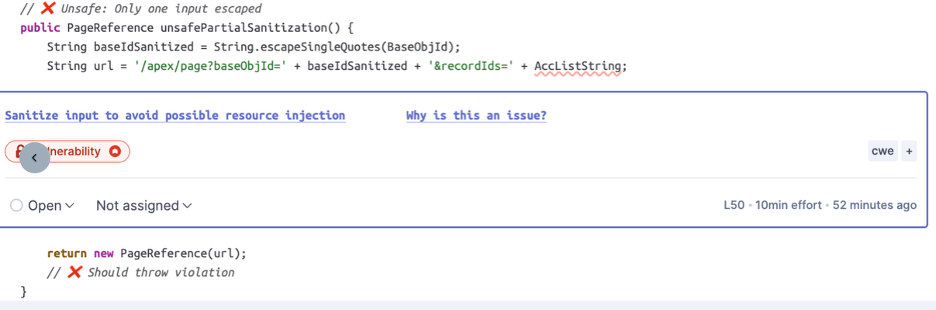 // ❌ Unsafe: Only one input escaped
public PageReference unsafePartialSanitization() {
String baseIdSanitized = String.escapeSingleQuotes(BaseObjId);
String url = '/apex/page?baseObjId=' + baseIdSanitized + '&recordIds=' + AccListString;
Sanitize input to avoid possible resource injection Why is this an issue?
cwe +
Open Not assigned L50 • 10min effort • 52 minutes ago
return new PageReference(url);
// ❌ Should throw violation
}